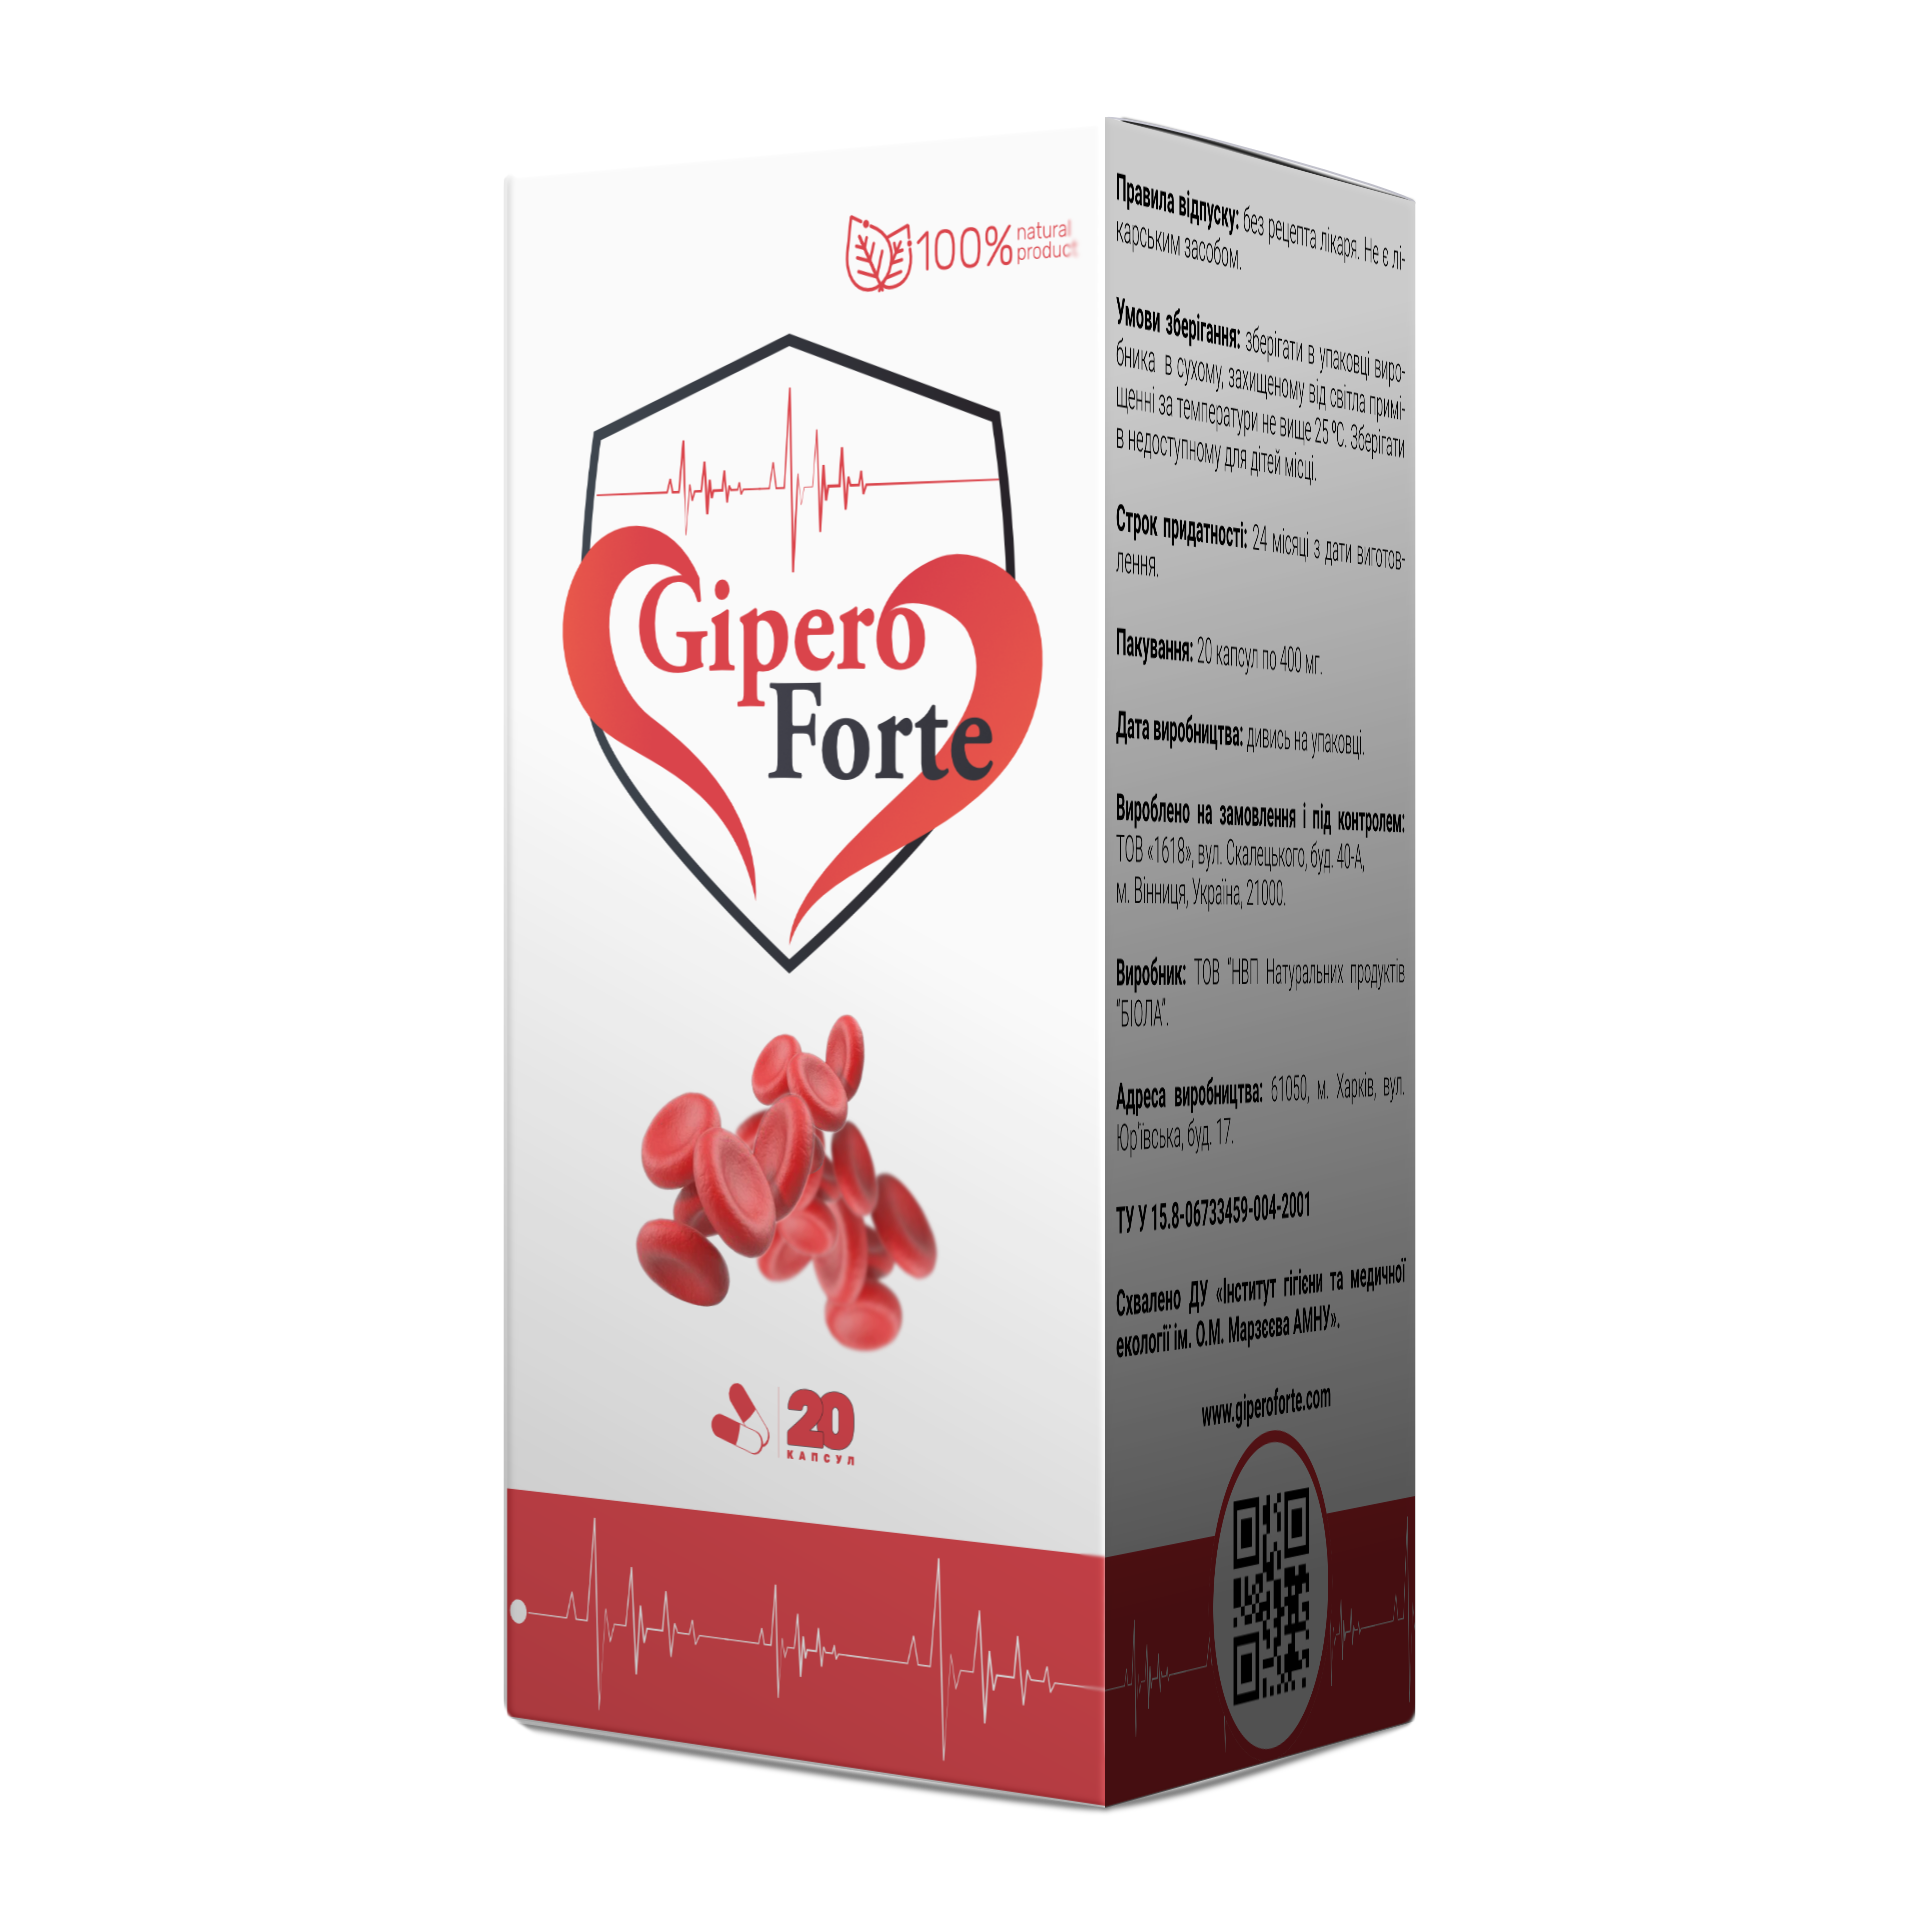 100% natural
product
Gipero
Forte
20
КАПСУЛ
Правила відпуску: без рецепта лікаря. Не є лі-
карським засобом.
Умови зберігання: зберігати в упаковці виро-
бника в сухому, захищеному від світла примі-
щенні за температури не вище 25 ºС. Зберігати
в недоступному для дітей місці.
Строк придатності: 24 місяці з дати виготов-
лення.
Пакування: 20 капсул по 400 мг.
Дата виробництва: дивись на упаковці.
Вироблено на замовлення і під контролем:
ТОВ «1618», вул. Скалецького, буд. 40-А,
м. Вінниця, Україна, 21000.
Виробник: ТОВ "НВП Натуральних продуктів
"БІОЛА".
Адреса виробництва: 61050, м. Харків, вул.
Юр'ївська, буд. 17.
ТУ У 15.8-06733459-004-2001
Схвалено ДУ «Інститут гігієни та медичної
екології ім. О.М. Марзєєва АМНУ».
www.giperoforte.com